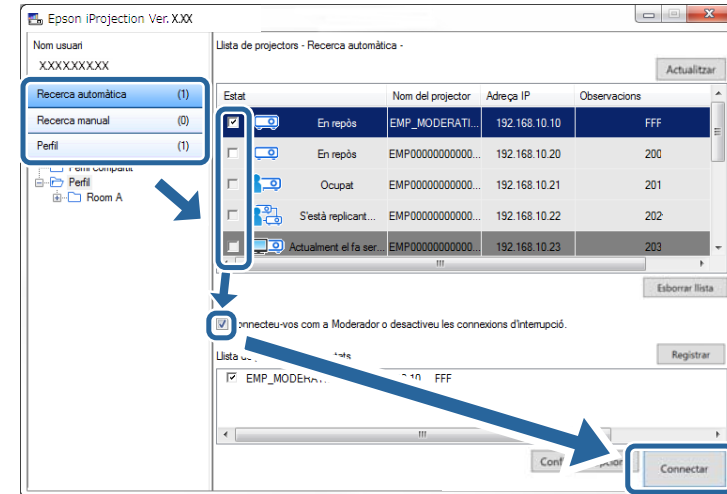 Epson iProjection Ver. X.XX
Nom usuari
XXXXXXXXX
Recerca automàtica (1)
Recerca manual (0)
Perfil (1)
Perfil compartit
Perfil
Room A
Llista de projectors - Recerca automàtica -
Actualitzar
Estat Nom del projector Adreça IP Observacions
En repòs EMP_MODERATI... 192.168.10.10 FFF
En repòs EMP00000000000... 192.168.10.20 200
Ocupat EMP00000000000... 192.168.10.21 201
S'està replicant... EMP00000000000... 192.168.10.22 202
Actualment el fa ser... EMP00000000000... 192.168.10.23 203
Esborrar llista
Connecteu-vos com a Moderador o desactiveu les connexions d'interrupció.
Llista
Registrar
FFF
Connectar